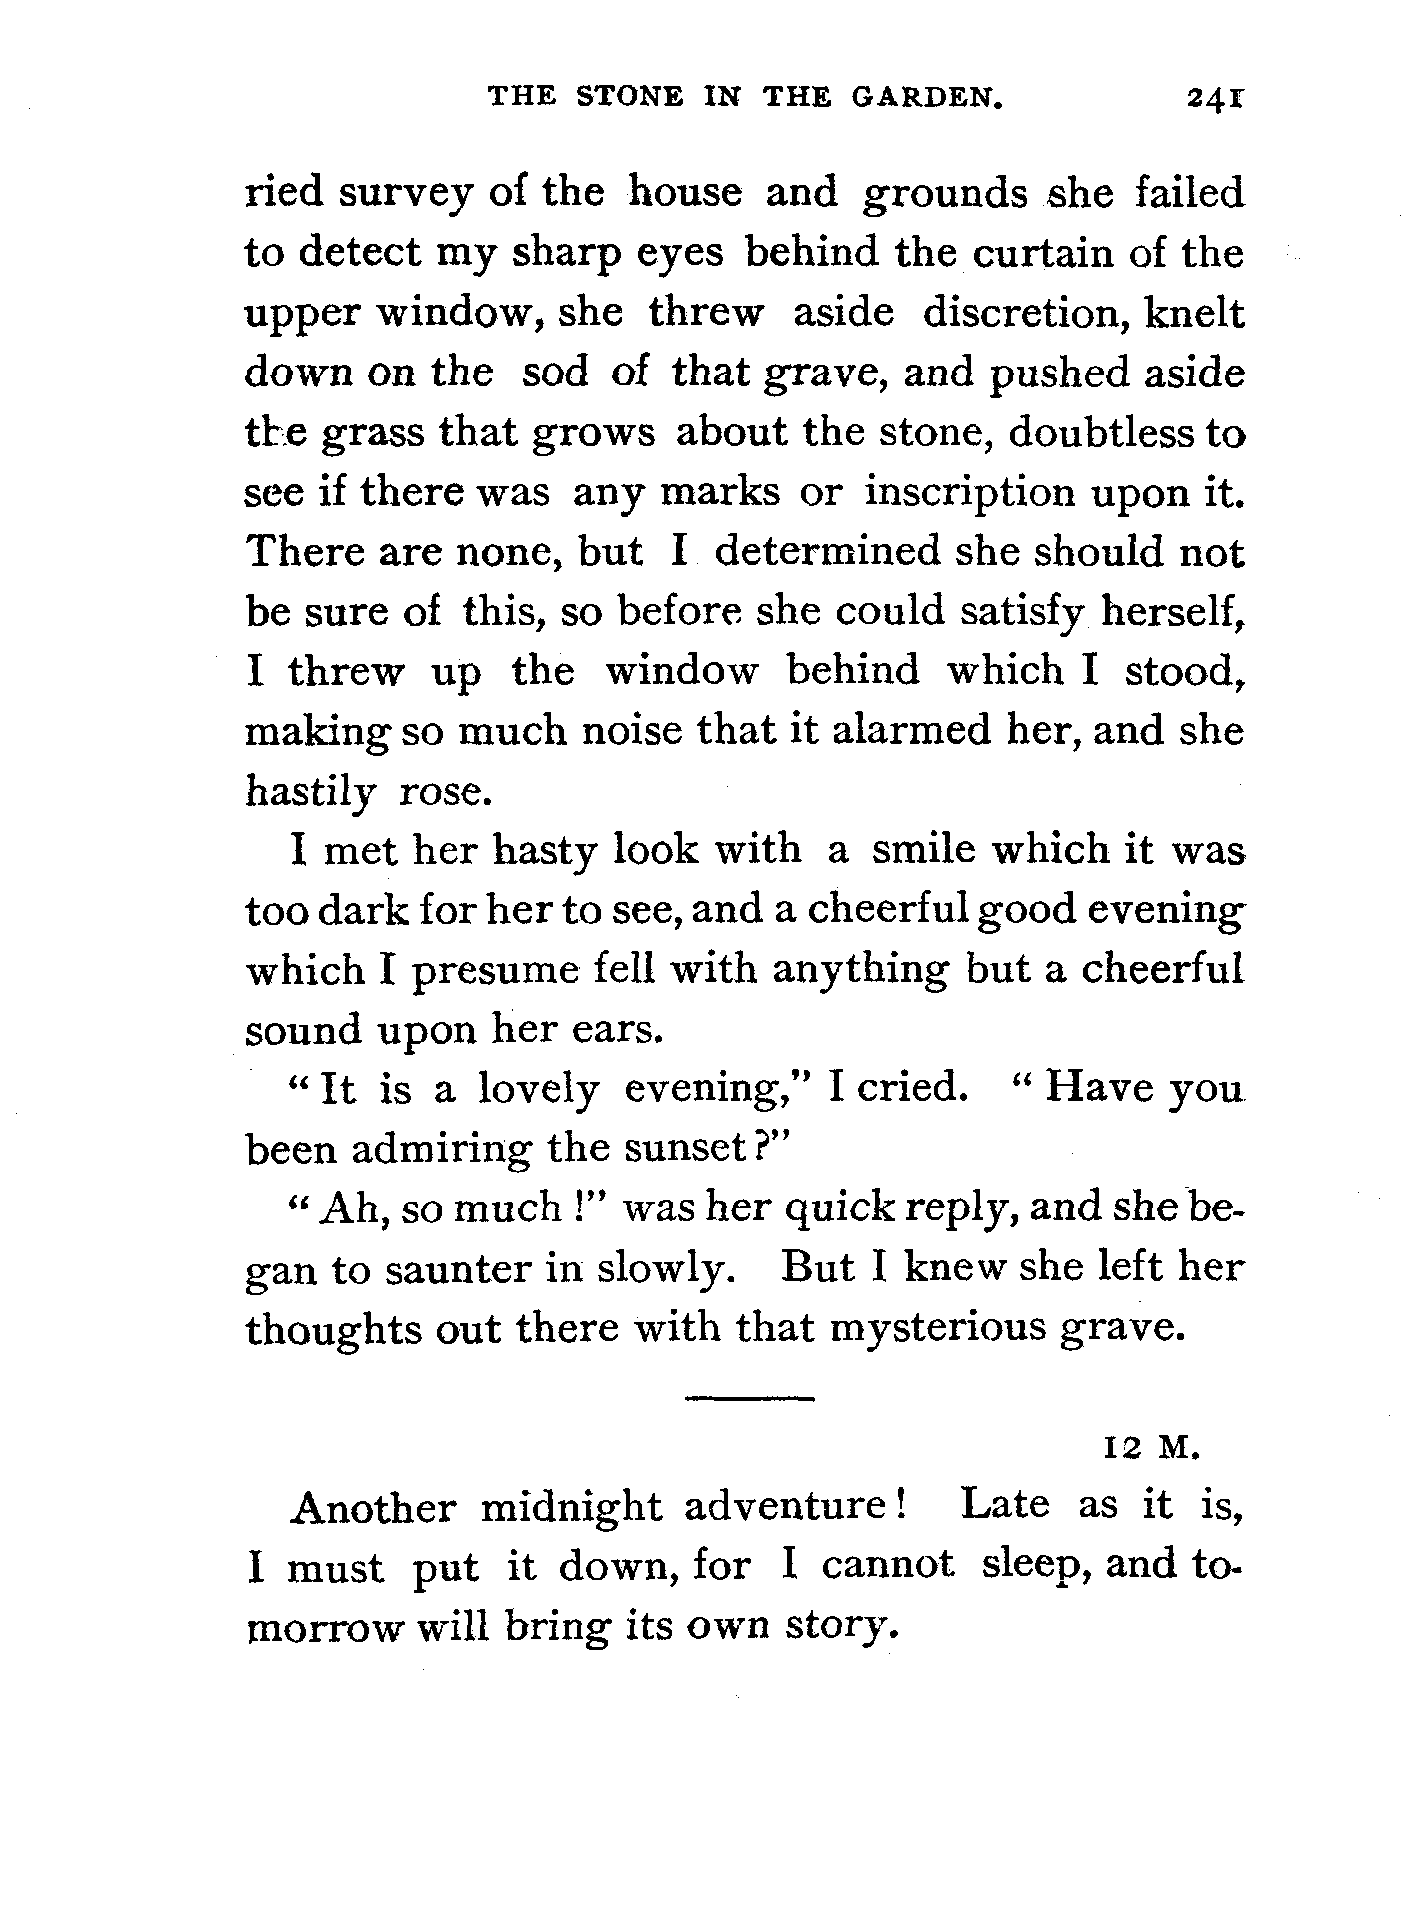 THE STONE IN THE GARDEN. 241
ried survey of the house and grounds she failed
to detect my sharp eyes behind the curtain of the
upper window, she threw aside discretion, knelt
down on the sod of that grave, and pushed aside
the grass that grows about the stone, doubtless to
see if there was any marks or inscription upon it.
There are none, but I determined she should not
be sure of this, so before she could satisfy herself,
I threw up the window behind which I stood,
making so much noise that it alarmed her, and she
hastily rose.
I met her hasty look with a smile which it was
too dark for her to see, and a cheerful good evening
which I presume fell with anything but a cheerful
sound upon her ears.
“ It is a lovely evening,” I cried. “ Have you
been admiring the sunset ?”
“ Ah, so much !” was her quick reply, and she be-
gan to saunter in slowly. But I knew she left her
thoughts out there with that mysterious grave.
12 M.
Another midnight adventure ! Late as it is,
I must put it down, for I cannot sleep, and to-
morrow will bring its own story.